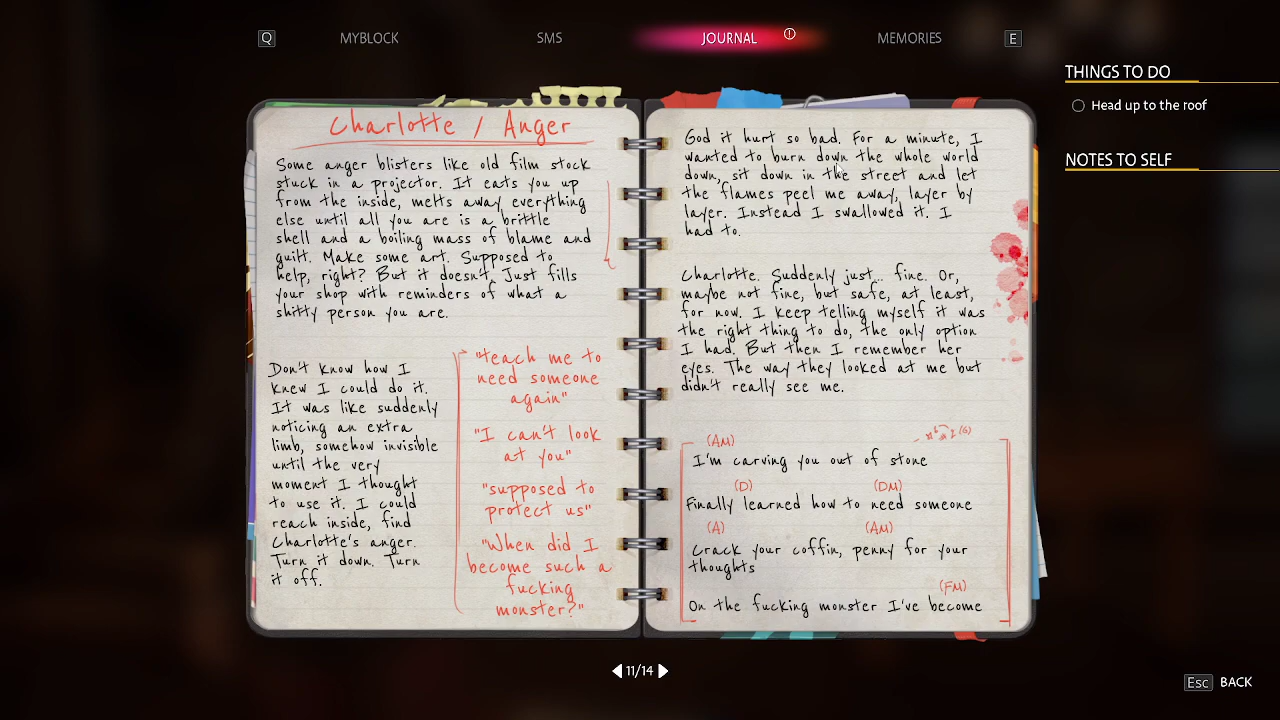 Q
MYBLOCK
SMS
JOURNAL
MEMORIES
E
THINGS TO DO
Head up to the roof
NOTES TO SELF
Charlotte / Anger
Some anger blisters like old film stock
stuck in a projector. It eats you up
from the inside, melts away everything
else until all you are is a brittle
shell and a boiling mass of blame and
guilt. Make some art. Supposed to
help, right? But it doesn't. Just fills
your shop with reminders of what a
shitty person you are.
Don't know how I
knew I could do it.
It was like suddenly
noticing an extra
limb, somehow invisible
until the very
moment I thought
to use it. I could
reach inside, find
Charlotte's anger.
Turn it down. Turn
it off.
"teach me to
need someone
again"
"I can't look
at you"
"supposed to
protect us"
"When did I
become such a
fucking
monster?"
God it hurt so bad. For a minute, I
wanted to burn down the whole world
down, sit down in the street and let
the flames peel me away, layer by
layer. Instead I swallowed it. I
had to.
Charlotte. Suddenly just... fine. Or,
maybe not fine, but safe, at least,
for now. I keep telling myself it was
the right thing to do, the only option
I had. But then I remember her
eyes. The way they looked at me but
didn't really see me.
(AM)
I'm carving you out of stone
(D) (DM)
Finally learned how to need someone
(A) (AM)
Crack your coffin, penny for your
thoughts
(FM)
On the fucking monster I've become
11/14
Esc BACK